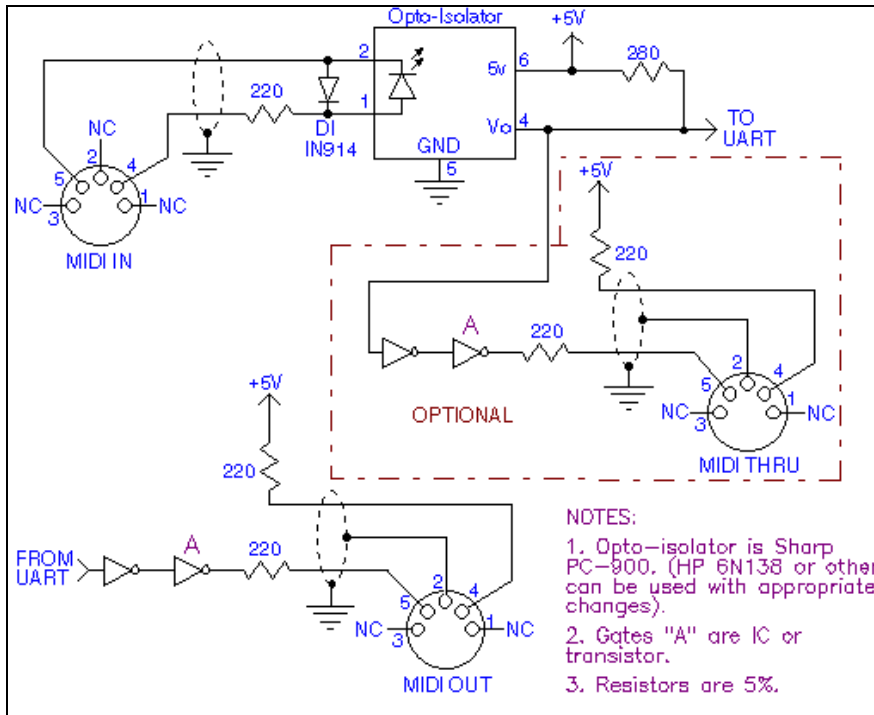 Opto-Isolator
+5V
2
6
280
5v
220
1
4
Vo
TO
UART
DI
IN914
GND
5
NC
2
5
4
NC
3
1
NC
MIDI IN
+5V
220
A
220
2
5
4
NC
3
1
NC
OPTIONAL
MIDI THRU
+5V
220
A
FROM
UART
220
2
5
4
NC
3
1
NC
MIDI OUT
NOTES:
1. Opto-isolator is Sharp
PC-900. (HP 6N138 or other
can be used with appropriate
changes).
2. Gates "A" are IC or
transistor.
3. Resistors are 5%.